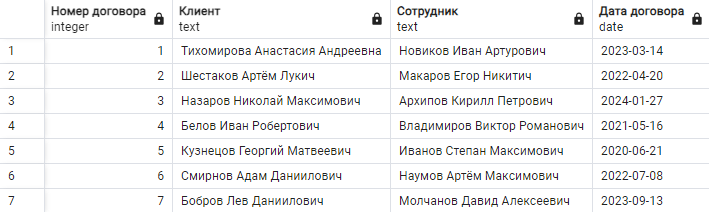 Номер договора Клиент Сотрудник Дата договора
integer text text date
1 1 Тихомирова Анастасия Андреевна Новиков Иван Артурович 2023-03-14
2 2 Шестаков Артём Лукич Макаров Егор Никитич 2022-04-20
3 3 Назаров Николай Максимович Архипов Кирилл Петрович 2024-01-27
4 4 Белов Иван Робертович Владимиров Виктор Романович 2021-05-16
5 5 Кузнецов Георгий Матвеевич Иванов Степан Максимович 2020-06-21
6 6 Смирнов Адам Даниилович Наумов Артём Максимович 2022-07-08
7 7 Бобров Лев Даниилович Молчанов Давид Алексеевич 2023-09-13